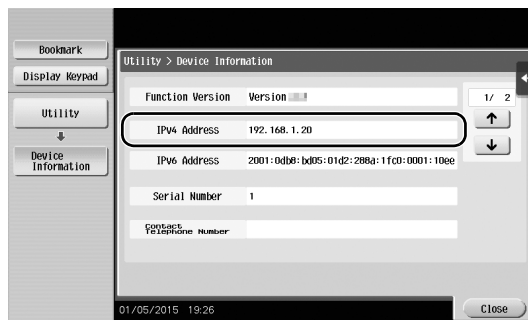 Bookmark
Display Keypad
Utility
Device
Information
Utility > Device Information
Function Version Version
1/ 2
IPv4 Address 192.168.1.20
IPv6 Address 2001:0db8:bd05:01d2:288a:1fc0:0001:10ee
Serial Number 1
Contact
Telephone Number
01/05/2015 19:26
Close